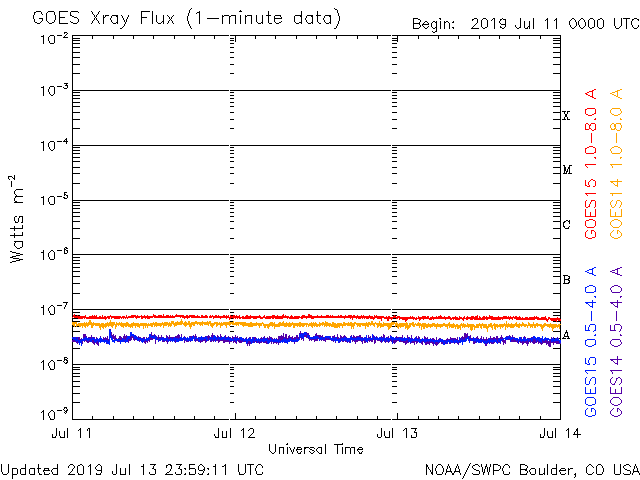 GOES Xray Flux (1-minute data)
Begin: 2019 Jul 11 0000 UTC
10⁻²
10⁻³
10⁻⁴
10⁻⁵
10⁻⁶
10⁻⁷
10⁻⁸
10⁻⁹
Watts m⁻²
X
M
C
B
A
GOES15 1.0-8.0 A
GOES14 1.0-8.0 A
GOES15 0.5-4.0 A
GOES14 0.5-4.0 A
Jul 11 Jul 12 Jul 13 Jul 14
Universal Time
Updated 2019 Jul 13 23:59:11 UTC
NOAA/SWPC Boulder, CO USA